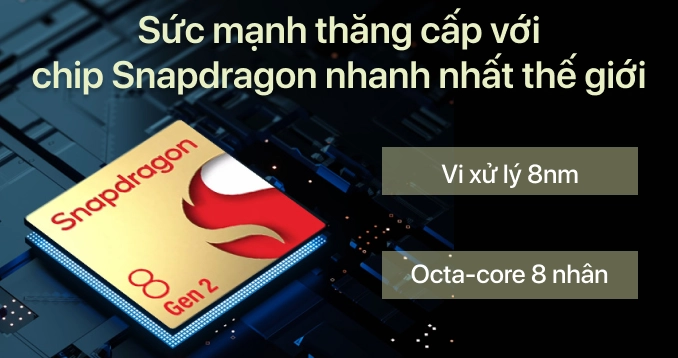 Sức mạnh thăng cấp với
chip Snapdragon nhanh nhất thế giới
Snapdragon
8
Gen 2
Vi xử lý 8nm
Octa-core 8 nhân